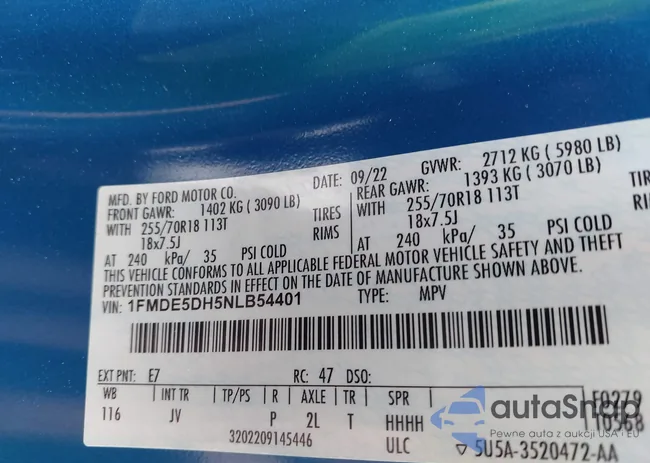 MFD. BY FORD MOTOR CO.
DATE: 09/22 GVWR: 2712 KG ( 5980 LB)
FRONT GAWR: 1402 KG ( 3090 LB) REAR GAWR: 1393 KG ( 3070 LB)
WITH 255/70R18 113T TIRES WITH 255/70R18 113T TIRES
18x7.5J RIMS 18x7.5J RIMS
AT 240 kPa/ 35 PSI COLD AT 240 kPa/ 35 PSI COLD
THIS VEHICLE CONFORMS TO ALL APPLICABLE FEDERAL MOTOR VEHICLE SAFETY AND THEFT
PREVENTION STANDARDS IN EFFECT ON THE DATE OF MANUFACTURE SHOWN ABOVE.
VIN: 1FMDE5DH5NLB54401 TYPE: MPV
EXT PNT: E7 RC: 47 DSO:
WB INT TR TP/PS R AXLE TR SPR F0279
116 JV P 2L T HHHH 110568
3202209145446 ULC 5U5A-3520472-AA
autoSnap
Pewne auta z aukcji USA i EU